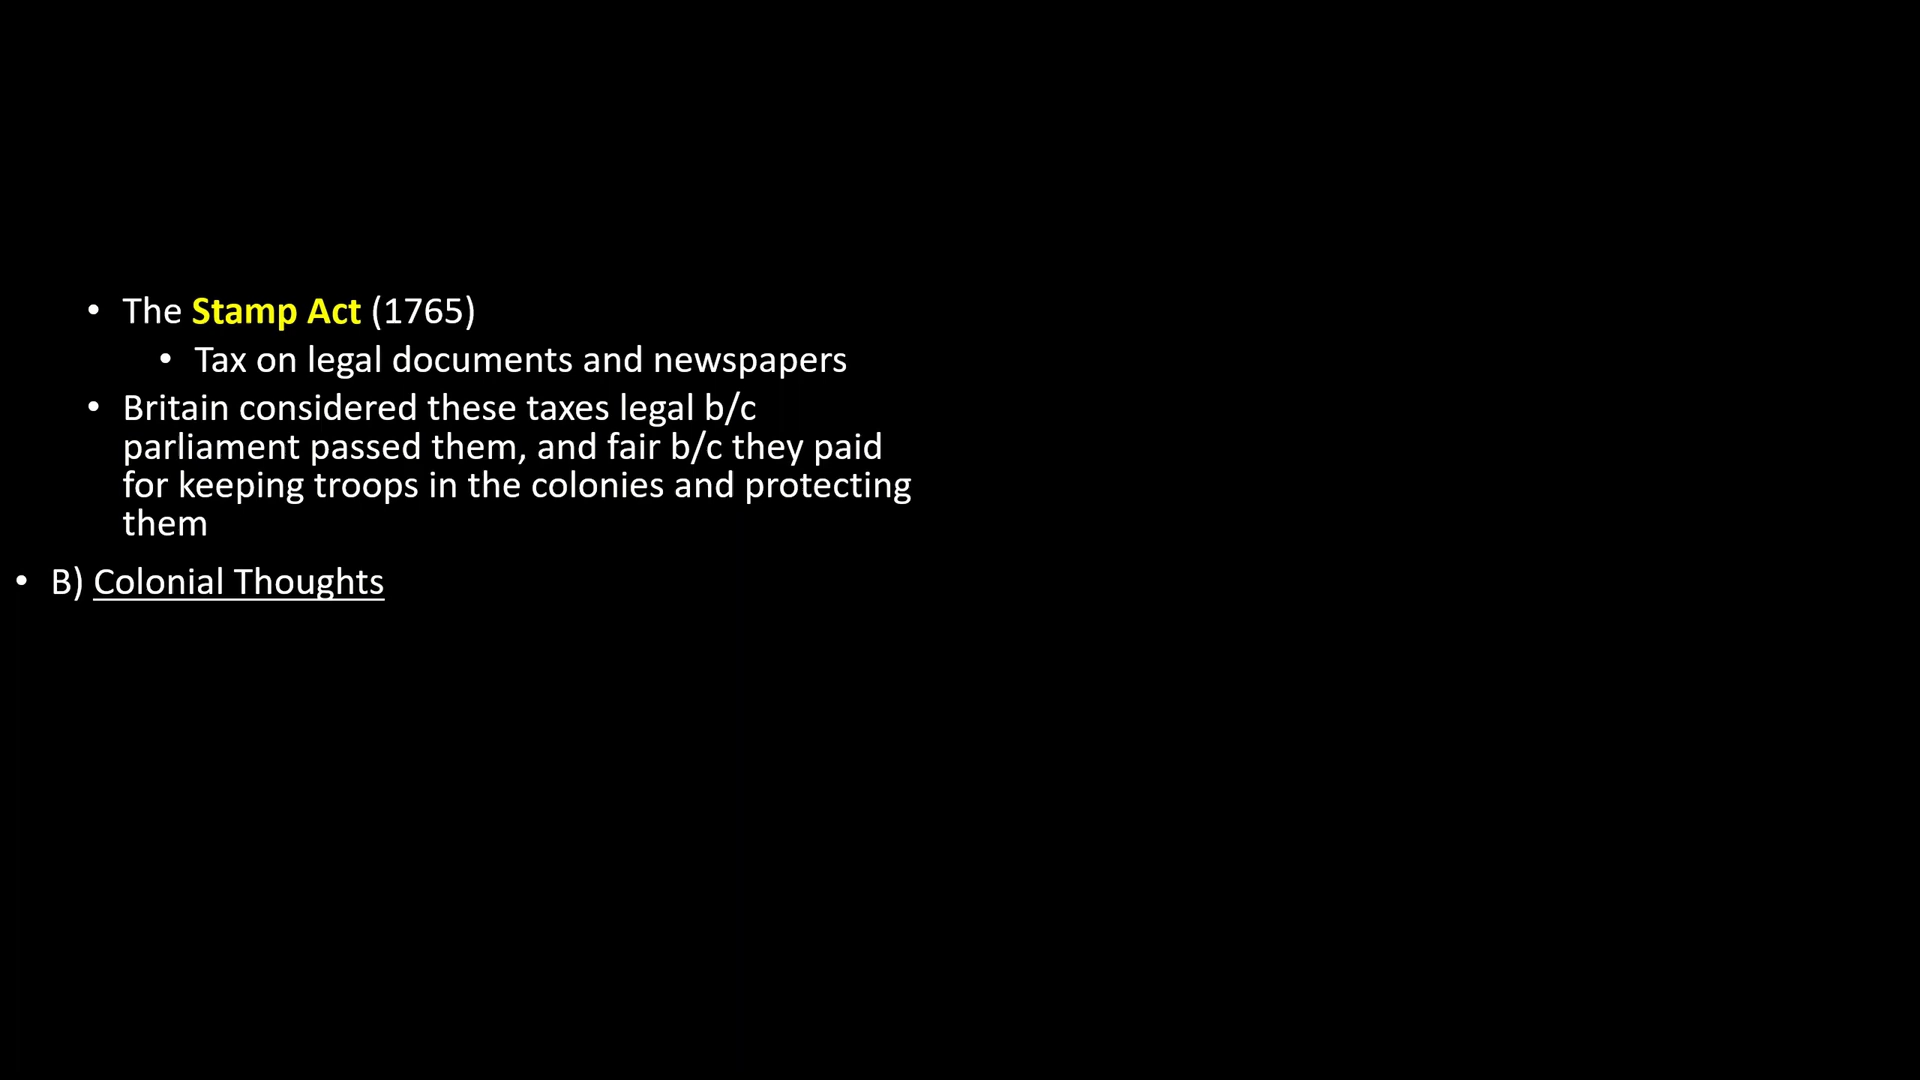 • The Stamp Act (1765)
• Tax on legal documents and newspapers
• Britain considered these taxes legal b/c
parliament passed them, and fair b/c they paid
for keeping troops in the colonies and protecting
them
• B) Colonial Thoughts